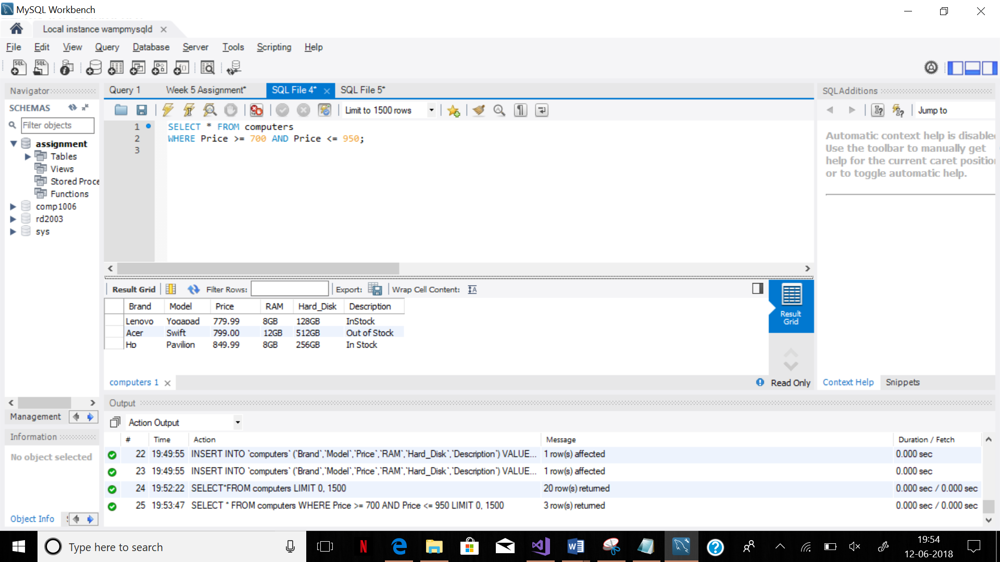 MySQL Workbench
Local instance wampmysqld
File Edit View Query Database Server Tools Scripting Help
Navigator
SCHEMAS
Filter objects
assignment
Tables
Views
Stored Proce
Functions
comp1006
rd2003
sys
Management
Information
No object selected
Object Info
Query 1 Week 5 Assignment* SQL File 4* SQL File 5*
Limit to 1500 rows
1 SELECT * FROM computers
2 WHERE Price >= 700 AND Price <= 950;
3
Result Grid Filter Rows: Export: Wrap Cell Content:
Brand Model Price RAM Hard_Disk Description
Lenovo Yogapad 779.99 8GB 128GB InStock
Acer Swift 799.00 12GB 512GB Out of Stock
Hp Pavilion 849.99 8GB 256GB In Stock
Result
Grid
computers 1
Read Only
SQLAdditions
Jump to
Automatic context help is disable
Use the toolbar to manually get
help for the current caret position
or to toggle automatic help.
Context Help Snippets
Output
Action Output
# Time Action Message Duration / Fetch
22 19:49:55 INSERT INTO `computers` (`Brand`,`Model`,`Price`,`RAM`,`Hard_Disk`,`Description`) VALUE... 1 row(s) affected 0.000 sec
23 19:49:55 INSERT INTO `computers` (`Brand`,`Model`,`Price`,`RAM`,`Hard_Disk`,`Description`) VALUE... 1 row(s) affected 0.000 sec
24 19:52:22 SELECT*FROM computers LIMIT 0, 1500 20 row(s) returned 0.000 sec / 0.000 sec
25 19:53:47 SELECT * FROM computers WHERE Price >= 700 AND Price <= 950 LIMIT 0, 1500 3 row(s) returned 0.000 sec / 0.000 sec
Type here to search
19:54
12-06-2018